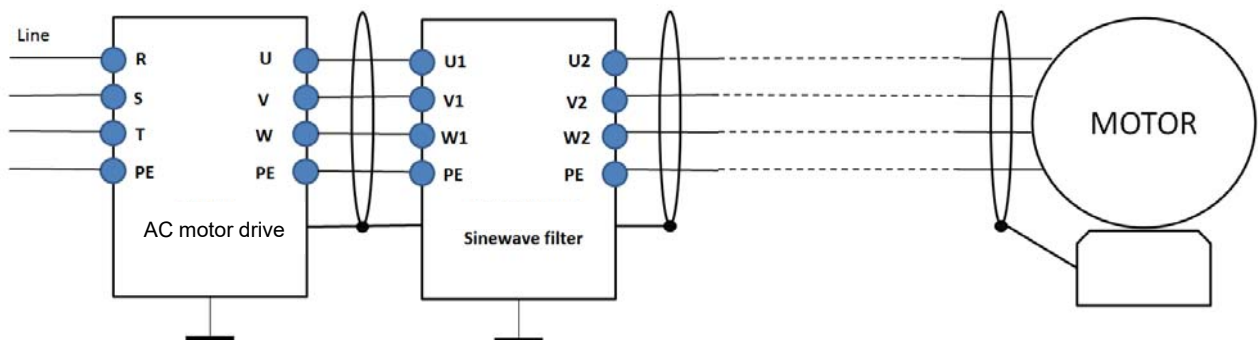 Line
R U U1 U2
S V V1 V2
MOTOR
T W W1 W2
PE PE PE PE
AC motor drive
Sinewave filter